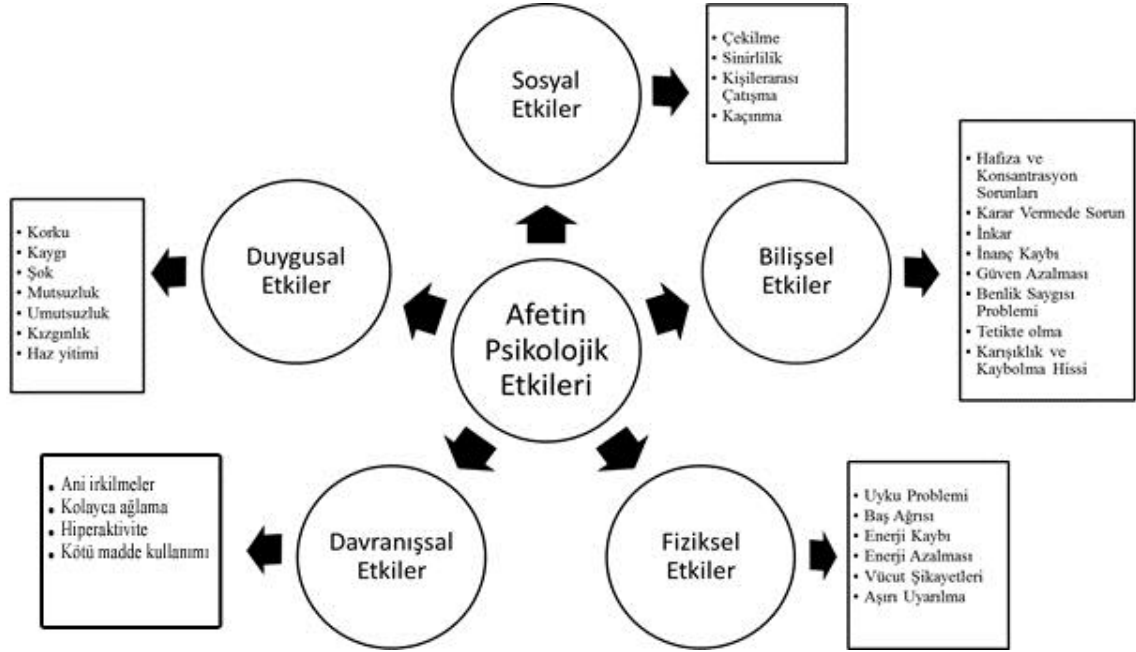 Afetin
Psikolojik
Etkileri
Sosyal
Etkiler
• Çekilme
• Sinirlilik
• Kişilerarası
Çatışma
• Kaçınma
Bilişsel
Etkiler
• Hafıza ve
Konsantrasyon
Sorunları
• Karar Vermede Sorun
• İnkar
• İnanç Kaybı
• Güven Azalması
• Benlik Saygısı
Problemi
• Tetikte olma
• Karışıklık ve
Kaybolma Hissi
Fiziksel
Etkiler
• Uyku Problemi
• Baş Ağrısı
• Enerji Kaybı
• Enerji Azalması
• Vücut Şikayetleri
• Aşırı Uyarılma
Davranışsal
Etkiler
• Ani irkilmeler
• Kolayca ağlama
• Hiperaktivite
• Kötü madde kullanımı
Duygusal
Etkiler
• Korku
• Kaygı
• Şok
• Mutsuzluk
• Umutsuzluk
• Kızgınlık
• Haz yitimi